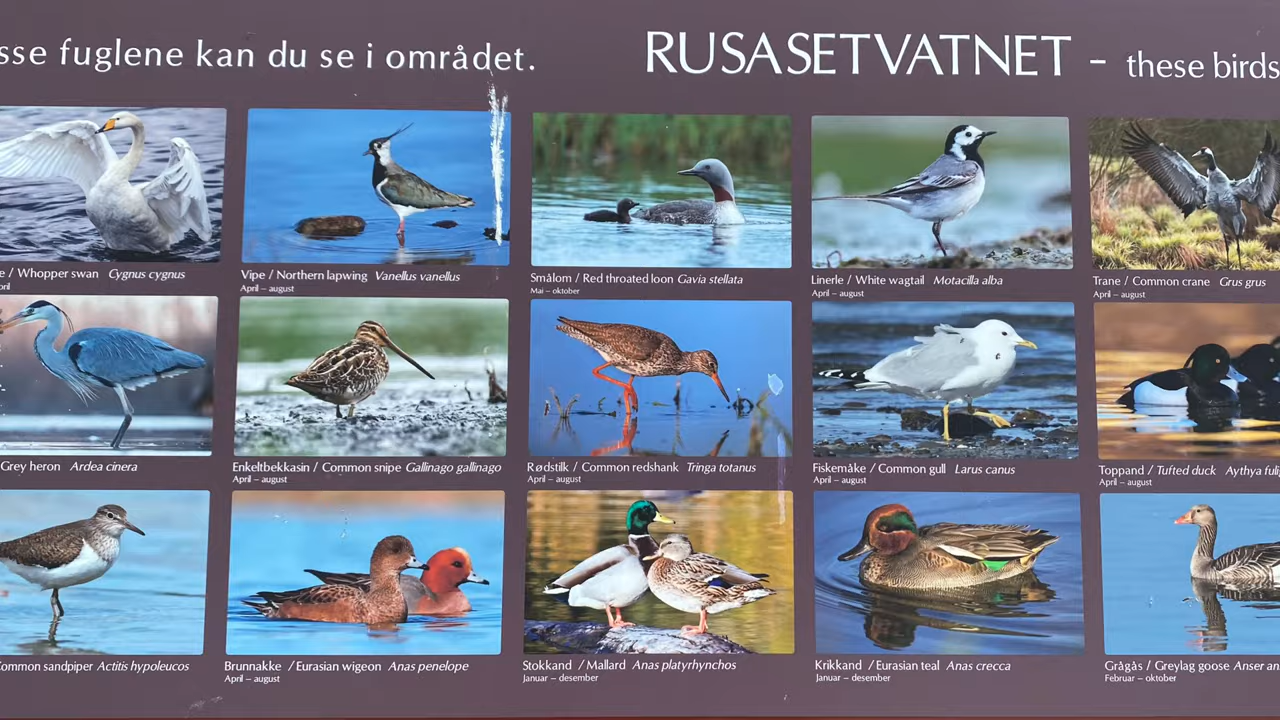 sse fuglene kan du se i området.
RUSASETVATNET – these birds
e / Whopper swan Cygnus cygnus
pril
Vipe / Northern lapwing Vanellus vanellus
April – august
Smålom / Red throated loon Gavia stellata
Mai – oktober
Linerle / White wagtail Motacilla alba
April – august
Trane / Common crane Grus grus
April – august
Grey heron Ardea cinera
Enkeltbekkasin / Common snipe Gallinago gallinago
April – august
Rødstilk / Common redshank Tringa totanus
April – august
Fiskemåke / Common gull Larus canus
April – august
Toppand / Tufted duck Aythya fuli
April – august
Common sandpiper Actitis hypoleucos
Brunnakke / Eurasian wigeon Anas penelope
April – august
Stokkand / Mallard Anas platyrhynchos
Januar – desember
Krikkand / Eurasian teal Anas crecca
Januar – desember
Grågås / Greylag goose Anser an
Februar – oktober